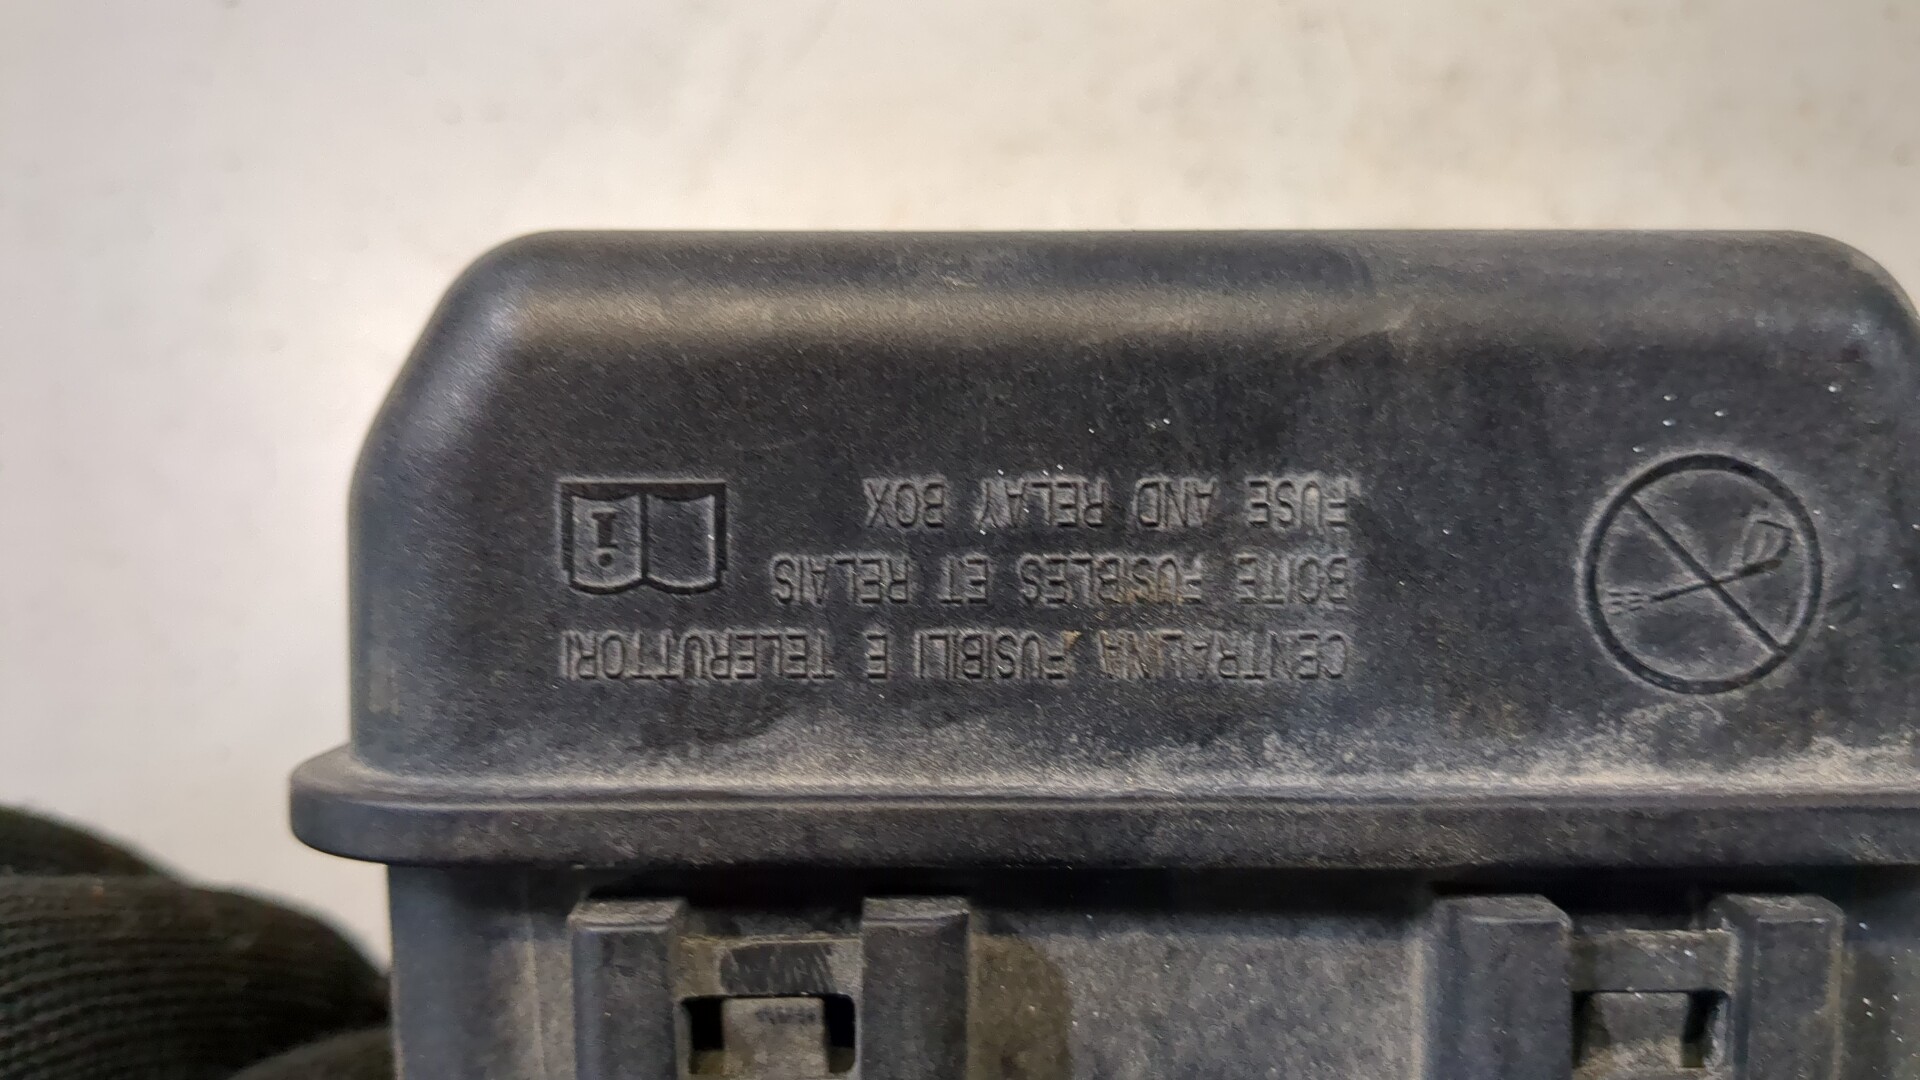 CENTRALINA FUSIBILI E TELERUTTORI
BOITE FUSIBLES ET RELAIS
FUSE AND RELAY BOX
i